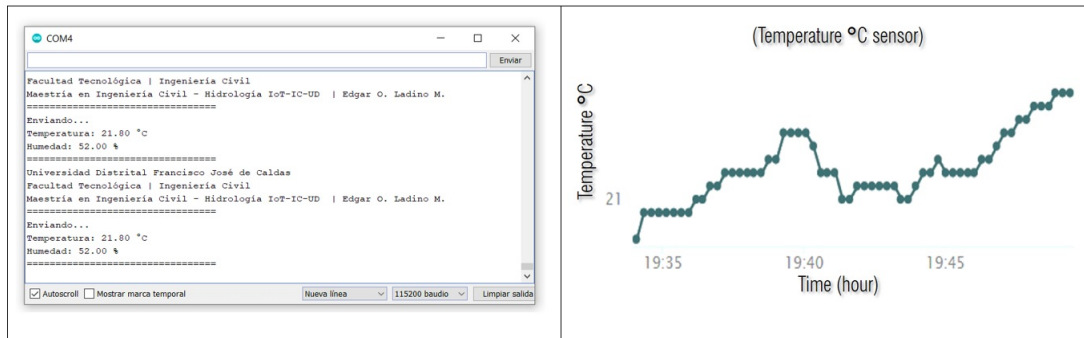 COM4
Enviar
Facultad Tecnológica | Ingeniería Civil
Maestría en Ingeniería Civil - Hidrología IoT-IC-UD | Edgar O. Ladino M.
=================================
Enviando...
Temperatura: 21.80 °C
Humedad: 52.00 %
=================================
Universidad Distrital Francisco José de Caldas
Facultad Tecnológica | Ingeniería Civil
Maestría en Ingeniería Civil - Hidrología IoT-IC-UD | Edgar O. Ladino M.
=================================
Enviando...
Temperatura: 21.80 °C
Humedad: 52.00 %
=================================
Autoscroll Mostrar marca temporal Nueva línea 115200 baudio Limpiar salida
(Temperature °C sensor)
Temperature °C
21
19:35 19:40 19:45
Time (hour)